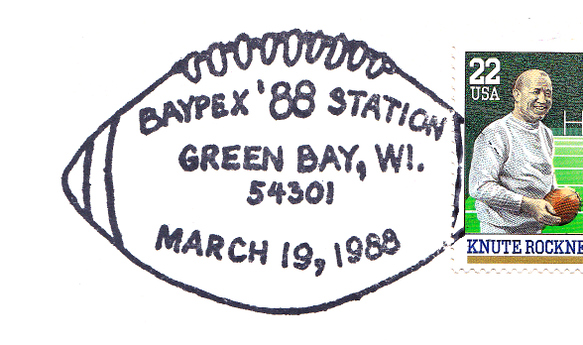 BAYPEX '88 STATION
GREEN BAY, WI.
54301
MARCH 19, 1988
22
USA
KNUTE ROCKNE